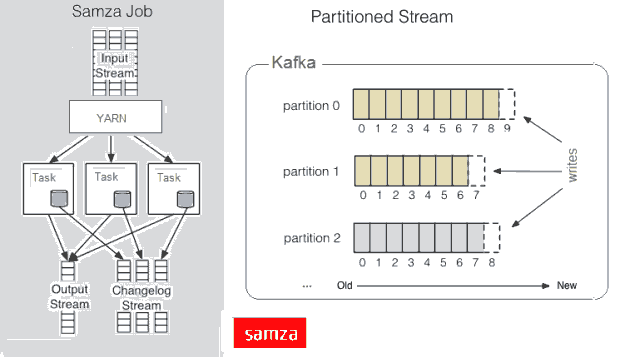 Samza Job
Input
Stream
YARN
Task
Task
Task
Output
Stream
Changelog
Stream
Partitioned Stream
Kafka
partition 0
0 1 2 3 4 5 6 7 8 9
partition 1
0 1 2 3 4 5 6 7
partition 2
0 1 2 3 4 5 6 7 8
writes
... Old New
samza